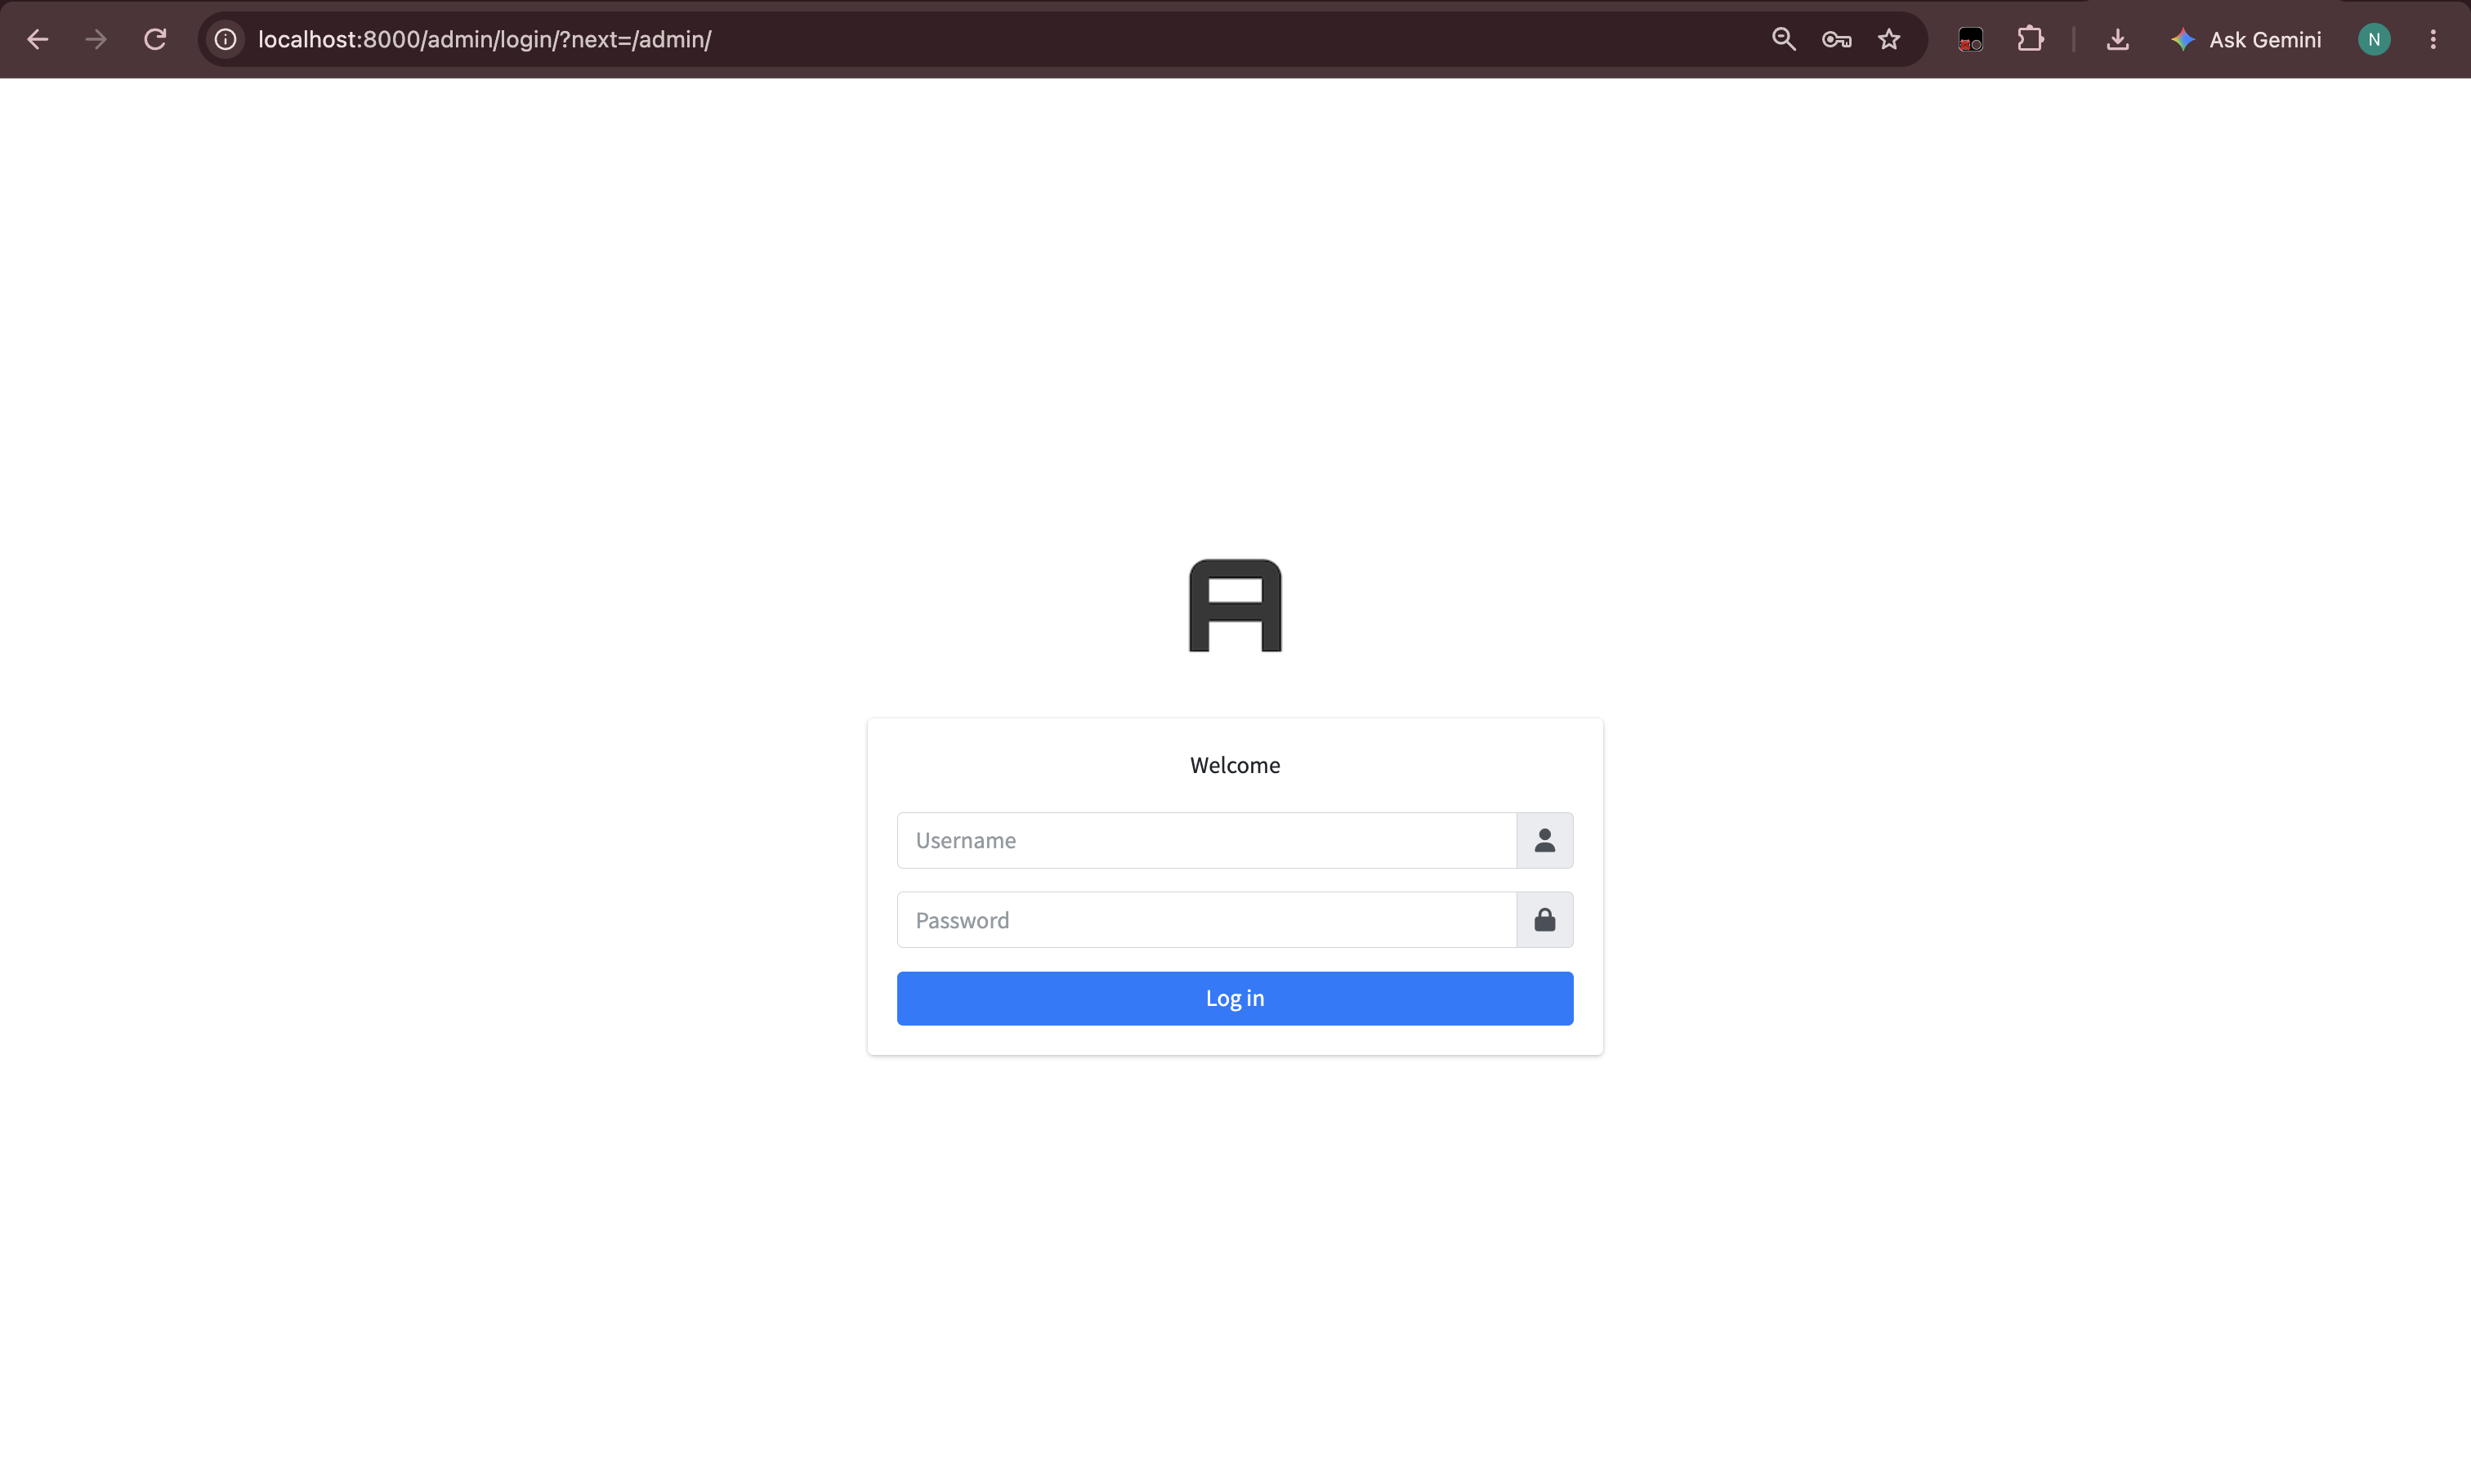 localhost:8000/admin/login/?next=/admin/
Ask Gemini
N
A
Welcome
Username
Password
Log in